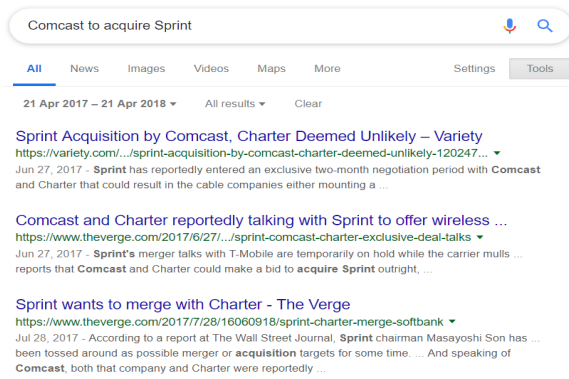 Comcast to acquire Sprint
All News Images Videos Maps More Settings Tools
21 Apr 2017 – 21 Apr 2018 All results Clear
Sprint Acquisition by Comcast, Charter Deemed Unlikely – Variety
https://variety.com/.../sprint-acquisition-by-comcast-charter-deemed-unlikely-120247...
Jun 27, 2017 - Sprint has reportedly entered an exclusive two-month negotiation period with Comcast
and Charter that could result in the cable companies either mounting a ...
Comcast and Charter reportedly talking with Sprint to offer wireless ...
https://www.theverge.com/2017/6/27/.../sprint-comcast-charter-exclusive-deal-talks
Jun 27, 2017 - Sprint's merger talks with T-Mobile are temporarily on hold while the carrier mulls ...
reports that Comcast and Charter could make a bid to acquire Sprint outright, ...
Sprint wants to merge with Charter - The Verge
https://www.theverge.com/2017/7/28/16060918/sprint-charter-merge-softbank
Jul 28, 2017 - According to a report at The Wall Street Journal, Sprint chairman Masayoshi Son has ...
been tossed around as possible merger or acquisition targets for some time. ... And speaking of
Comcast, both that company and Charter were reportedly ...